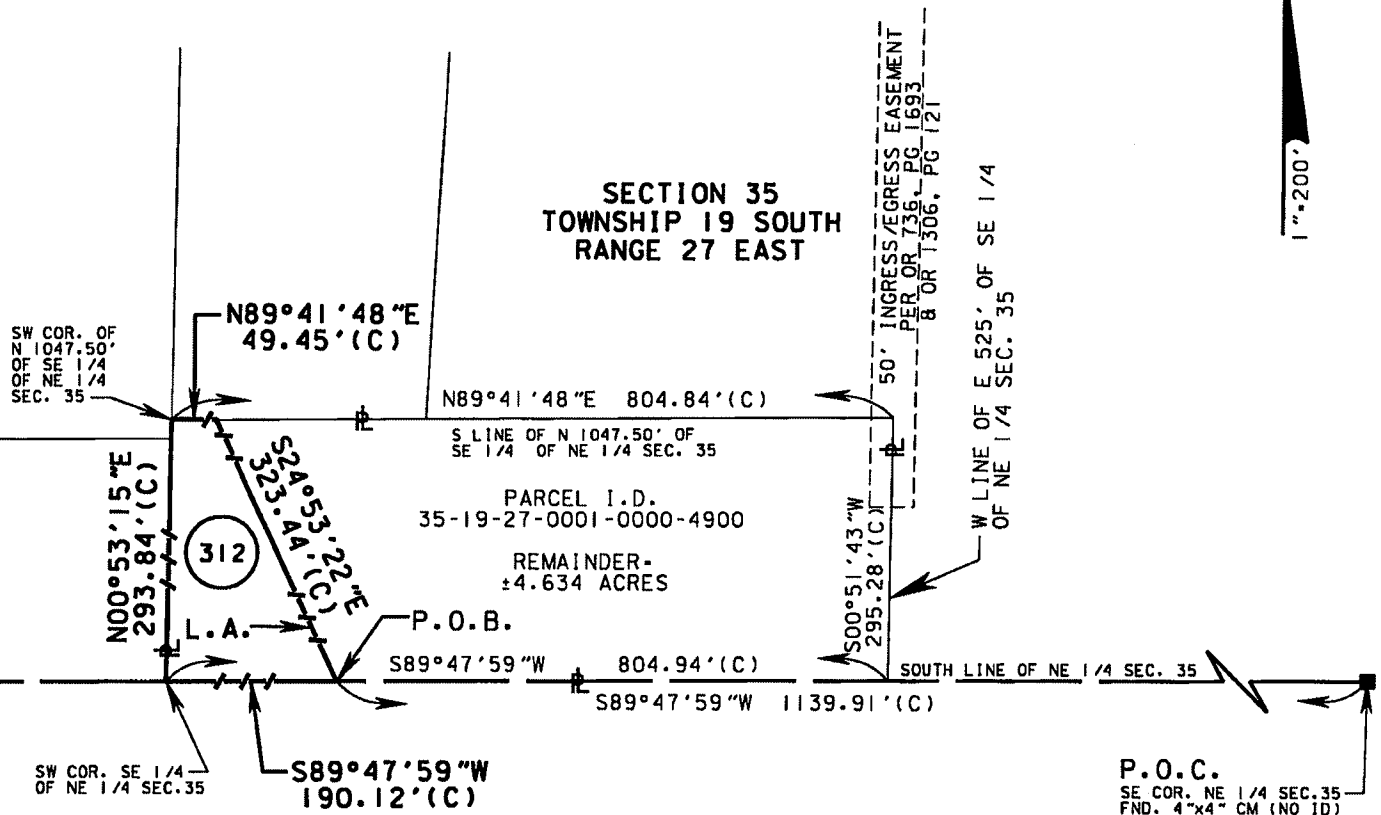 50' INGRESS/EGRESS EASEMENT
PER OR 736, PG 1693
& OR 1306, PG 121
W LINE OF E 525' OF SE 1/4
OF NE 1/4 SEC. 35
1"=200'
SECTION 35
TOWNSHIP 19 SOUTH
RANGE 27 EAST
N89°41'48"E
49.45'(C)
SW COR. OF
N 1047.50'
OF SE 1/4
OF NE 1/4
SEC. 35
N89°41'48"E 804.84'(C)
S LINE OF N 1047.50' OF
SE 1/4 OF NE 1/4 SEC. 35
PL
PL
N00°53'15"E
293.84'(C)
312
S24°53'22"E
323.44'(C)
PARCEL I.D.
35-19-27-0001-0000-4900
REMAINDER=
±4.634 ACRES
S00°51'43"W
295.28'(C)
L.A.
P.O.B.
PL
S89°47'59"W 804.94'(C)
SOUTH LINE OF NE 1/4 SEC. 35
PL
S89°47'59"W 1139.91'(C)
SW COR. SE 1/4
OF NE 1/4 SEC.35
S89°47'59"W
190.12'(C)
P.O.C.
SE COR. NE 1/4 SEC.35
FND. 4"x4" CM (NO ID)